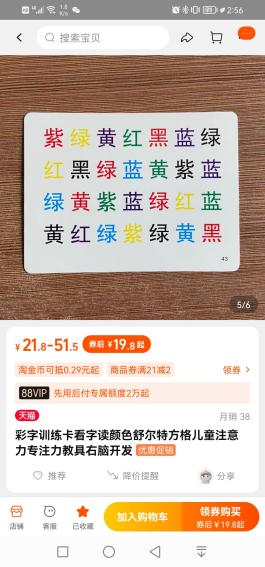 1.8
K/s
2:56
搜索宝贝
紫绿黄红黑蓝绿
红黑绿蓝黄紫蓝
绿黄紫蓝绿红蓝
黄红绿紫绿黄黑
43
5/6
¥21.8-51.5 券后 ¥19.8起
淘金币可抵0.29元起 商品券满21减2 领券
88VIP 先用后付专属额度2万起
天猫 月销 38
彩字训练卡看字读颜色舒尔特方格儿童注意
力专注力教具右脑开发 优惠促销
推荐 降价提醒 分享
店铺 客服 已收藏 加入购物车 领券购买
券后 ¥ 19.8起